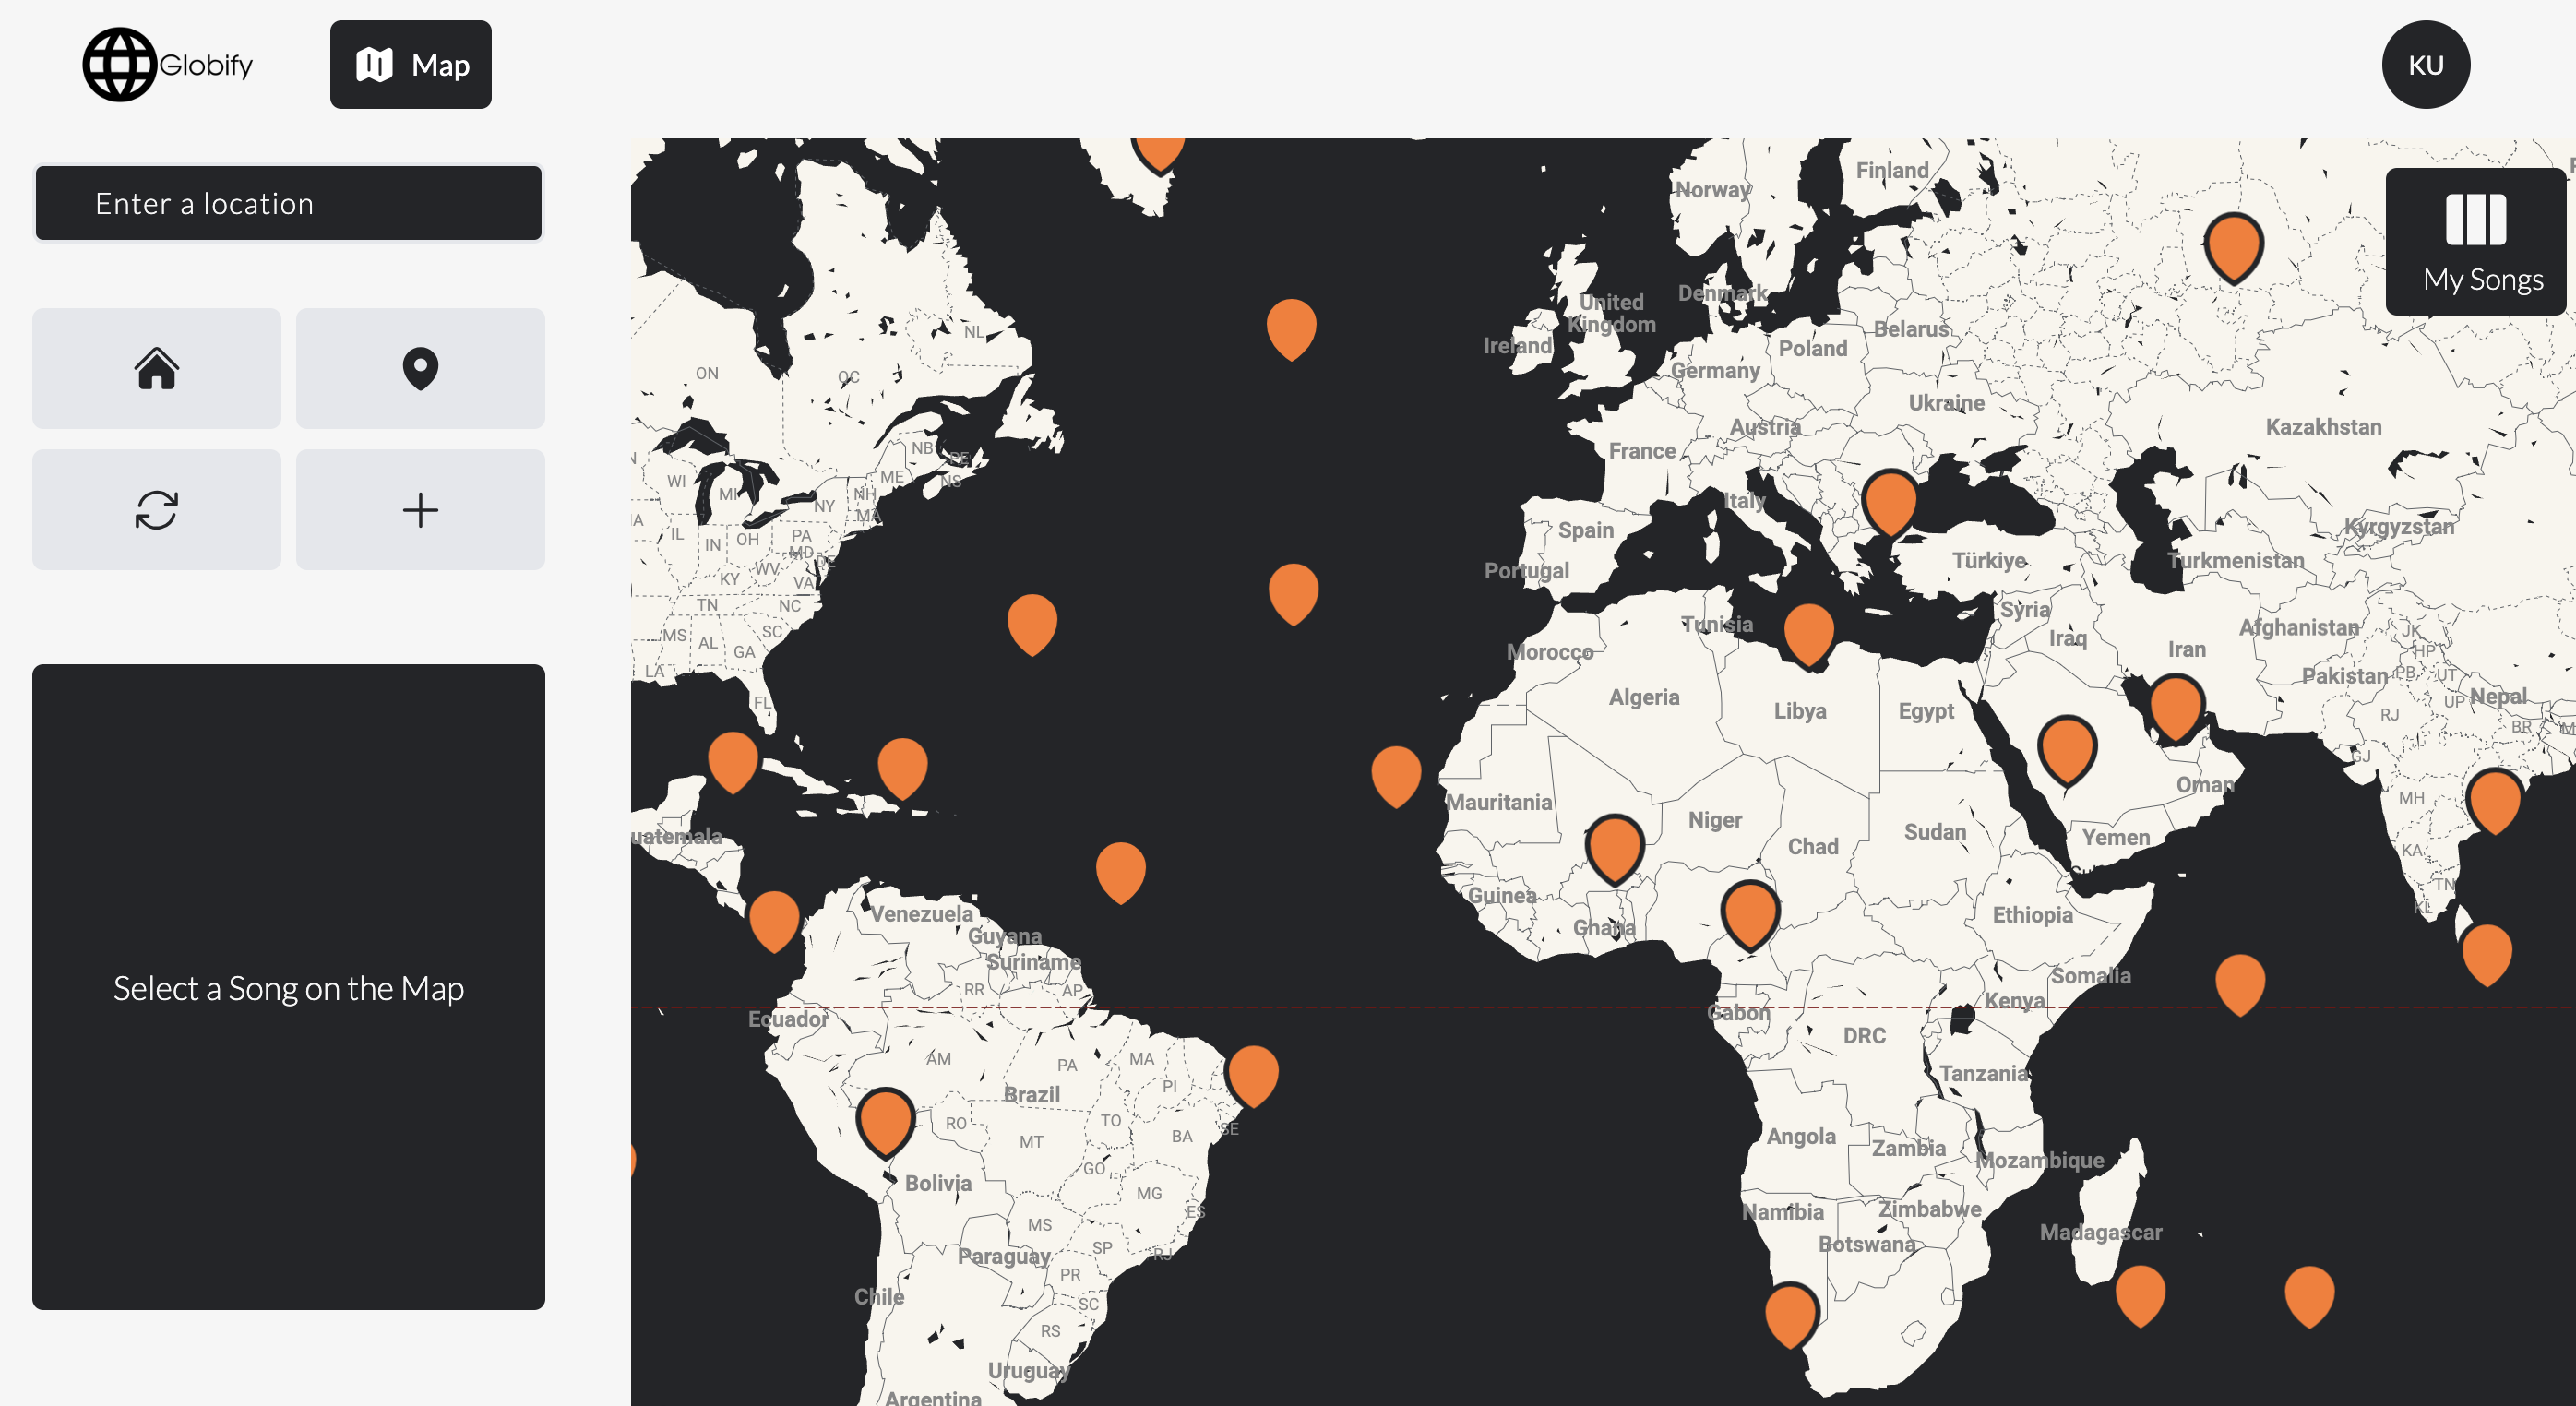 Globify
Map
KU
Enter a location
My Songs
Select a Song on the Map
Finland
Norway
Denmark
United
Kingdom
Ireland
Belarus
Poland
Germany
Ukraine
Austria
Kazakhstan
France
Italy
Spain
Kyrgyzstan
Türkiye
Turkmenistan
Portugal
Syria
Tunisia
Afghanistan
Iraq
Iran
Morocco
Pakistan
Nepal
Algeria
Libya
Egypt
Oman
Mauritania
Niger
Sudan
Yemen
Chad
Guinea
Ghana
Ethiopia
Somalia
Kenya
Gabon
DRC
Tanzania
Angola
Zambia
Mozambique
Namibia
Zimbabwe
Madagascar
Botswana
JK
HP
PB
UT
UP
RJ
BR
GJ
MH
KA
TN
KL
NL
ON
QC
NB
PE
NS
ME
WI
MI
NH
NY
MA
IL
IN
OH
PA
MD
DE
WV
KY
VA
TN
NC
SC
MS
AL
GA
LA
FL
uatemala
Venezuela
Guyana
Suriname
RR
AP
Ecuador
AM
PA
MA
PI
Brazil
RO
TO
SE
BA
MT
GO
Bolivia
MG
ES
MS
SP
RJ
Paraguay
PR
Chile
SC
RS
Uruguay
Argentina